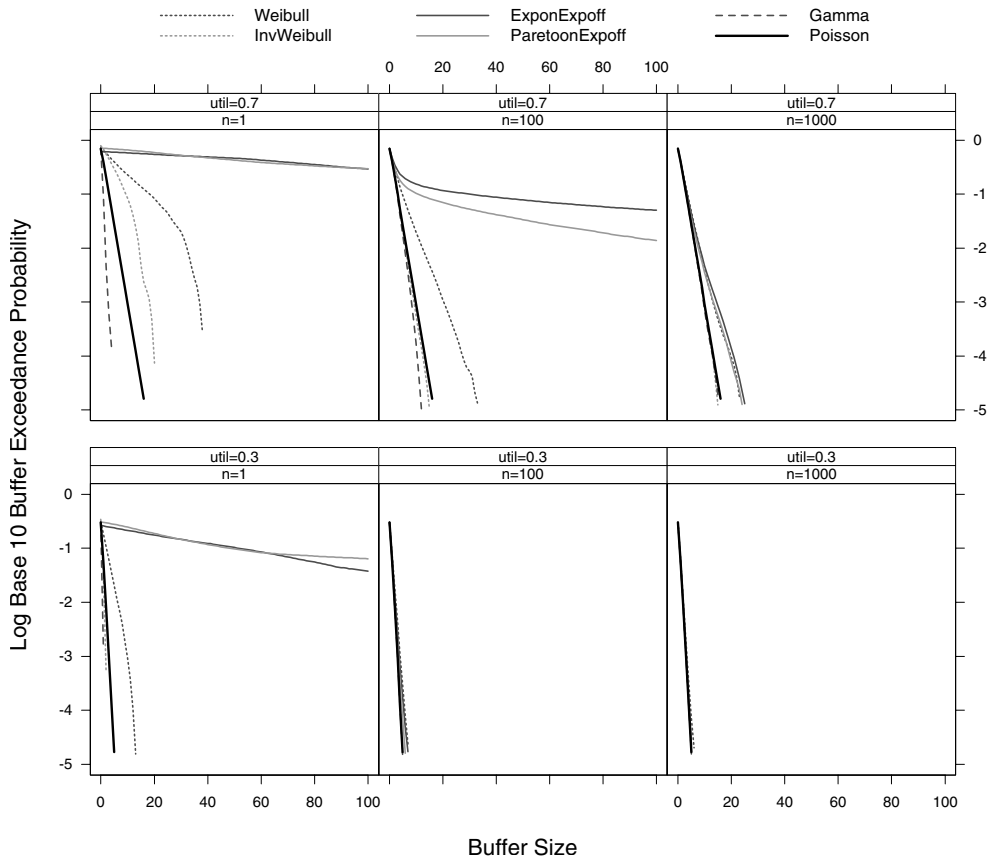 Weibull ExponExpoff Gamma
InvWeibull ParetoonExpoff Poisson
0 20 40 60 80 100
util=0.7 util=0.7 util=0.7
n=1 n=100 n=1000
0
-1
-2
-3
-4
-5
util=0.3 util=0.3 util=0.3
n=1 n=100 n=1000
0
-1
-2
-3
-4
-5
0 20 40 60 80 100 0 20 40 60 80 100
Log Base 10 Buffer Exceedance Probability
Buffer Size